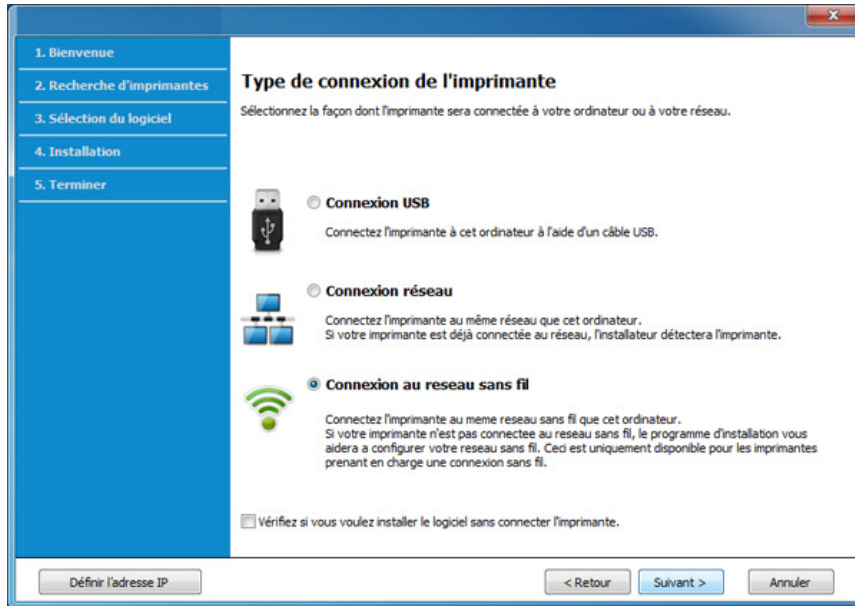 1. Bienvenue
2. Recherche d'imprimantes
3. Sélection du logiciel
4. Installation
5. Terminer
Type de connexion de l'imprimante
Sélectionnez la façon dont l'imprimante sera connectée à votre ordinateur ou à votre réseau.
Connexion USB
Connectez l'imprimante à cet ordinateur à l'aide d'un câble USB.
Connexion réseau
Connectez l'imprimante au même réseau que cet ordinateur.
Si votre imprimante est déjà connectée au réseau, l'installateur détectera l'imprimante.
Connexion au reseau sans fil
Connectez l'imprimante au meme reseau sans fil que cet ordinateur.
Si votre imprimante n'est pas connectee au reseau sans fil, le programme d'installation vous
aidera a configurer votre reseau sans fil. Ceci est uniquement disponible pour les imprimantes
prenant en charge une connexion sans fil.
Vérifiez si vous voulez installer le logiciel sans connecter l'imprimante.
Définir l'adresse IP
< Retour
Suivant >
Annuler